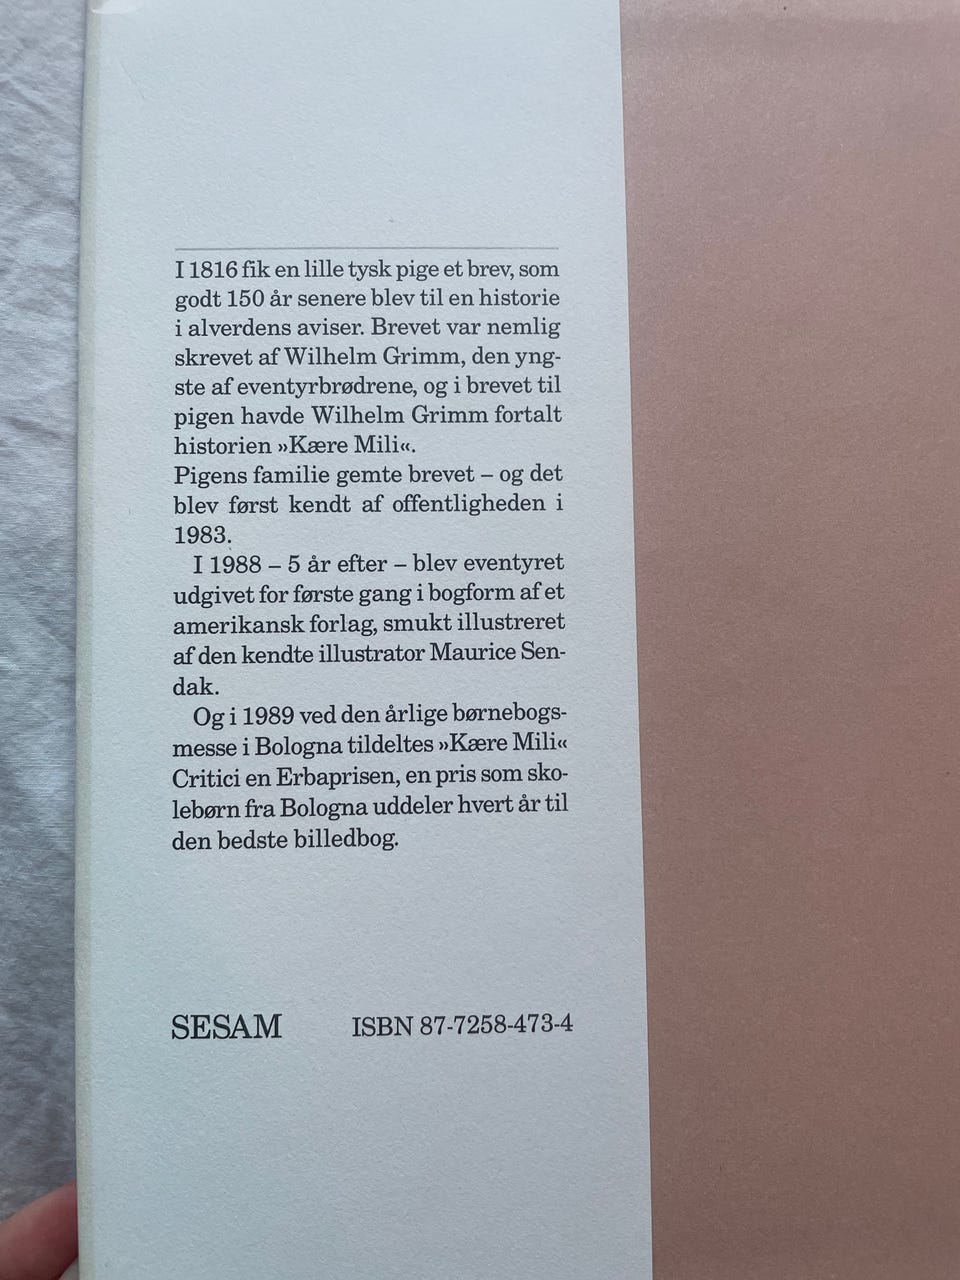 I 1816 fik en lille tysk pige et brev, som
godt 150 år senere blev til en historie
i alverdens aviser. Brevet var nemlig
skrevet af Wilhelm Grimm, den yng-
ste af eventyrbrødrene, og i brevet til
pigen havde Wilhelm Grimm fortalt
historien »Kære Mili«.
Pigens familie gemte brevet – og det
blev først kendt af offentligheden i
1983.
I 1988 – 5 år efter – blev eventyret
udgivet for første gang i bogform af et
amerikansk forlag, smukt illustreret
af den kendte illustrator Maurice Sen-
dak.
Og i 1989 ved den årlige børnebogs-
messe i Bologna tildeltes »Kære Mili«
Critici en Erbaprisen, en pris som sko-
lebørn fra Bologna uddeler hvert år til
den bedste billedbog.
SESAM ISBN 87-7258-473-4